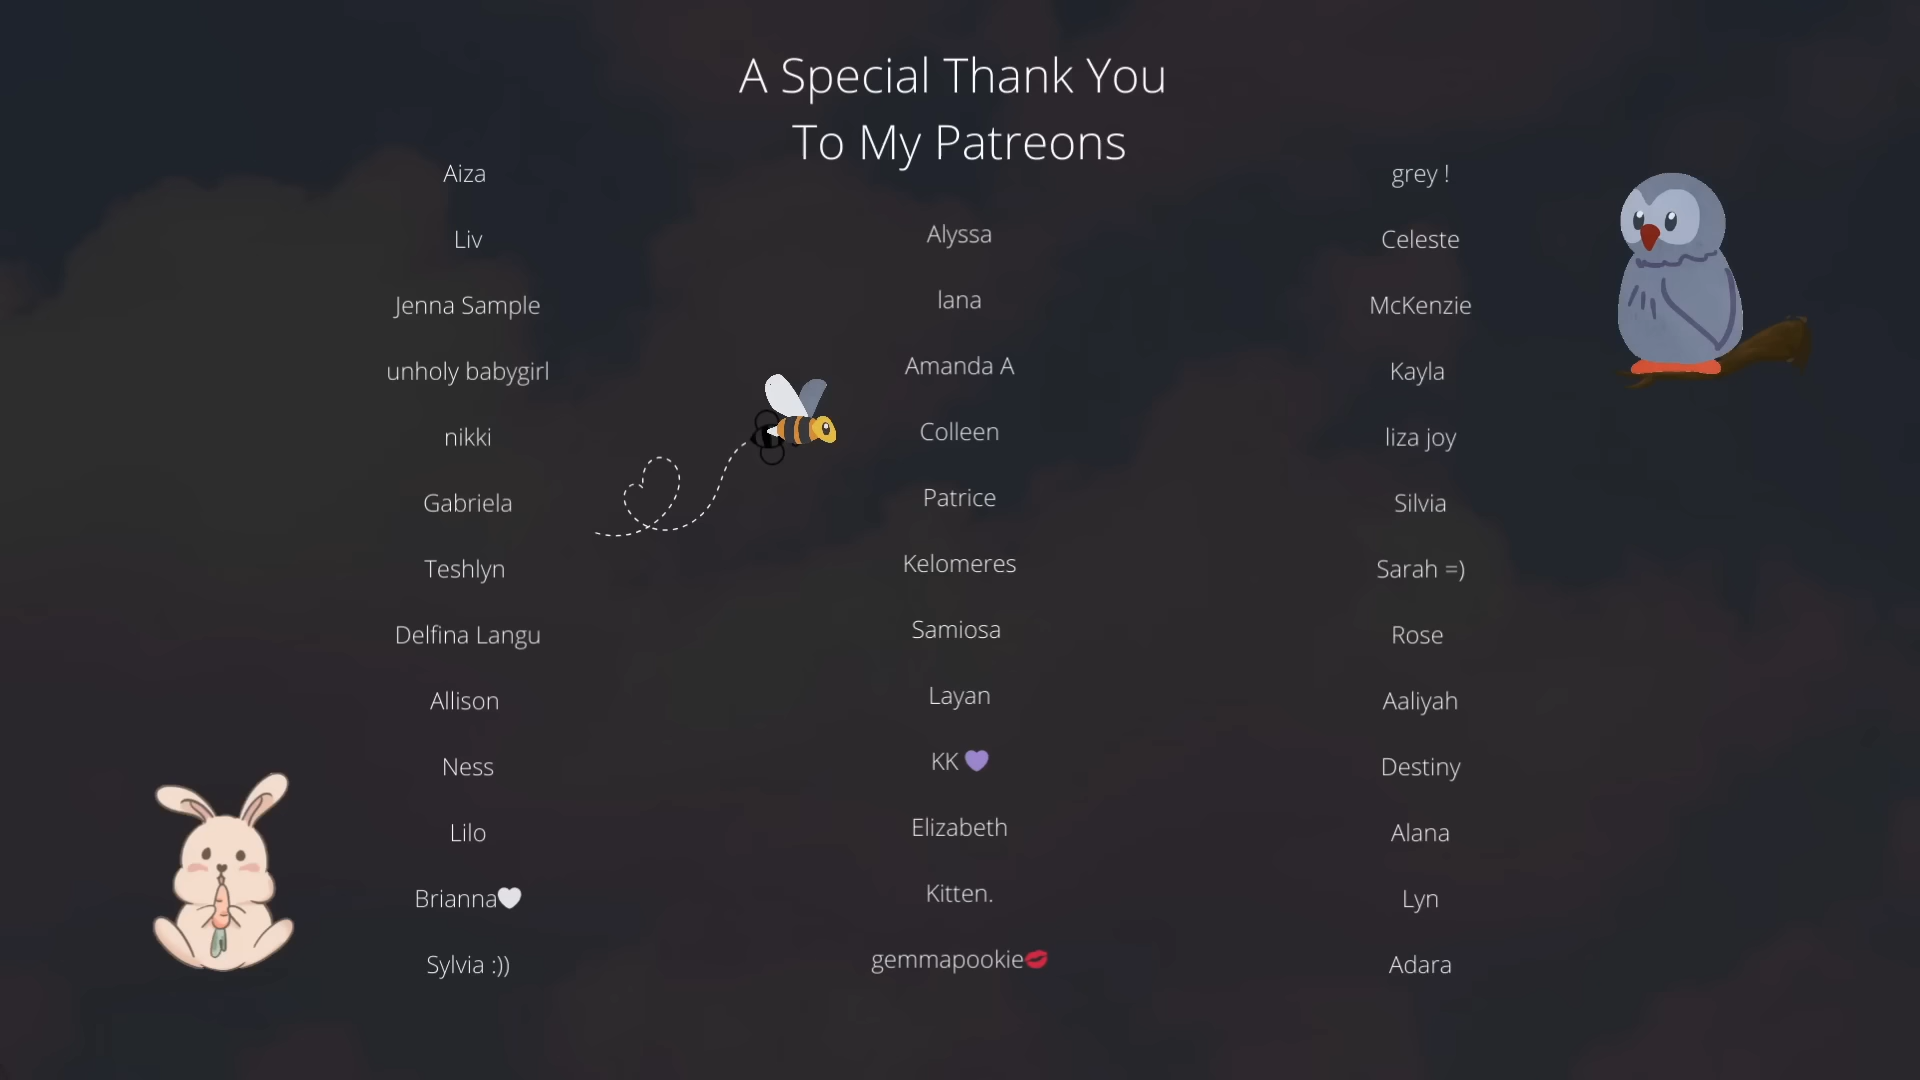 A Special Thank You
To My Patreons
Aiza
Liv
Jenna Sample
unholy babygirl
nikki
Gabriela
Teshlyn
Delfina Langu
Allison
Ness
Lilo
Brianna🤍
Sylvia :))
Alyssa
lana
Amanda A
Colleen
Patrice
Kelomeres
Samiosa
Layan
KK 💜
Elizabeth
Kitten.
gemmapookie💋
grey !
Celeste
McKenzie
Kayla
liza joy
Silvia
Sarah =)
Rose
Aaliyah
Destiny
Alana
Lyn
Adara